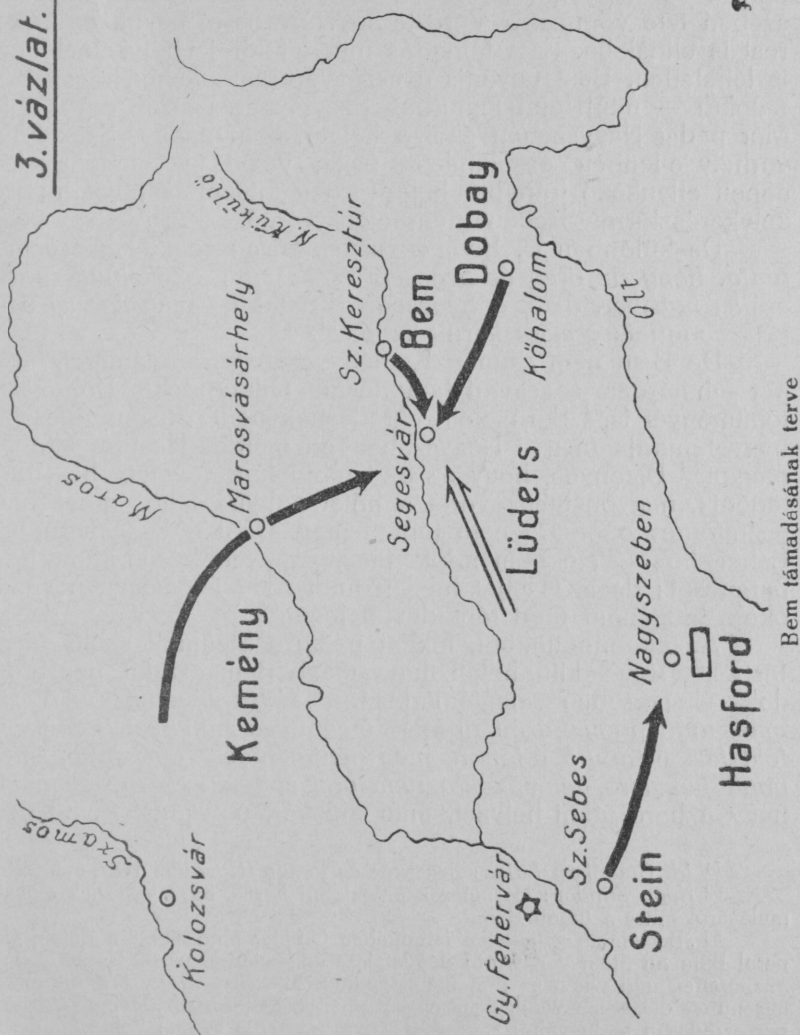 3. vázlat.
Szamos
Kolozsvár
Kemény
Maros
Marosvásárhely
N. Küküllő
Sz. Keresztúr
Bem
Dobay
Kőhalom
Segesvár
Lüders
Olt
Gy. Fehérvár
Sz. Sebes
Stein
Nagyszeben
Hasford
Bem támadásának terve